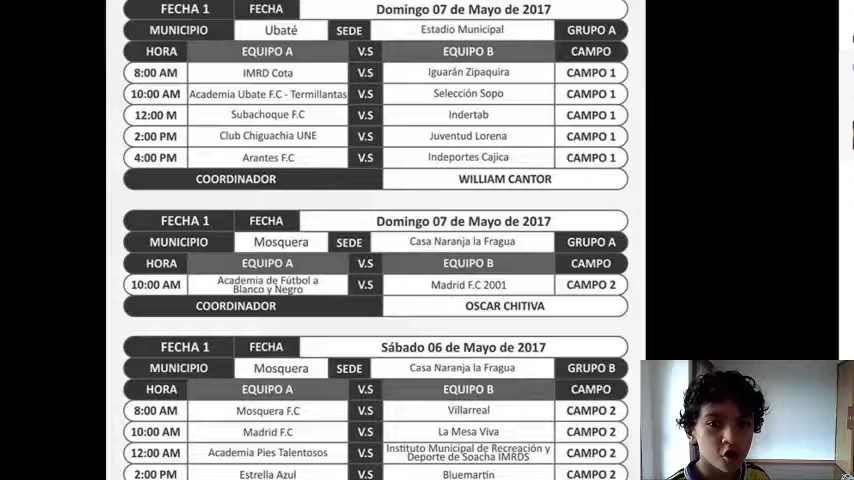 FECHA 1 FECHA Domingo 07 de Mayo de 2017
MUNICIPIO Ubaté SEDE Estadio Municipal GRUPO A
HORA EQUIPO A V.S EQUIPO B CAMPO
8:00 AM IMRD Cota V.S Iguarán Zipaquira CAMPO 1
10:00 AM Academia Ubate F.C - Termillantas V.S Selección Sopo CAMPO 1
12:00 M Subachoque F.C V.S Indertab CAMPO 1
2:00 PM Club Chiguachia UNE V.S Juventud Lorena CAMPO 1
4:00 PM Arantes F.C V.S Indeportes Cajica CAMPO 1
COORDINADOR WILLIAM CANTOR
FECHA 1 FECHA Domingo 07 de Mayo de 2017
MUNICIPIO Mosquera SEDE Casa Naranja la Fragua GRUPO A
HORA EQUIPO A V.S EQUIPO B CAMPO
10:00 AM Academia de Fútbol a Blanco y Negro V.S Madrid F.C 2001 CAMPO 2
COORDINADOR OSCAR CHITIVA
FECHA 1 FECHA Sábado 06 de Mayo de 2017
MUNICIPIO Mosquera SEDE Casa Naranja la Fragua GRUPO B
HORA EQUIPO A V.S EQUIPO B CAMPO
8:00 AM Mosquera F.C V.S Villarreal CAMPO 2
10:00 AM Madrid F.C V.S La Mesa Viva CAMPO 2
12:00 AM Academia Pies Talentosos V.S Instituto Municipal de Recreación y Deporte de Soacha IMRDS CAMPO 2
2:00 PM Estrella Azul V.S Bluemartin CAMPO 2